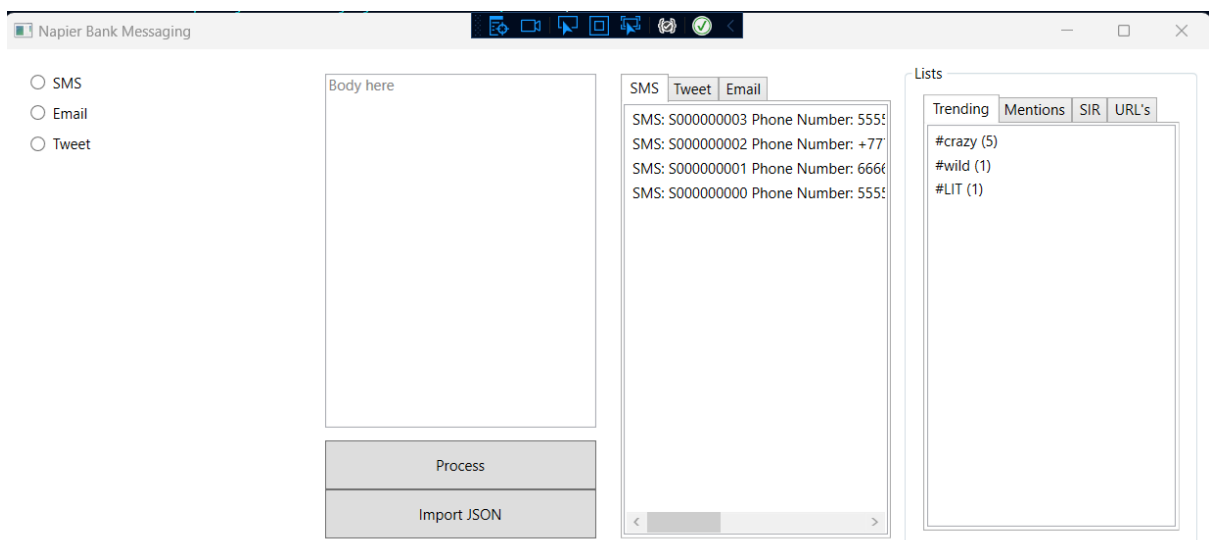 Napier Bank Messaging
SMS
Email
Tweet
Body here
Process
Import JSON
SMS Tweet Email
SMS: S000000003 Phone Number: 5555
SMS: S000000002 Phone Number: +77
SMS: S000000001 Phone Number: 6666
SMS: S000000000 Phone Number: 5555
Lists
Trending Mentions SIR URL's
#crazy (5)
#wild (1)
#LIT (1)